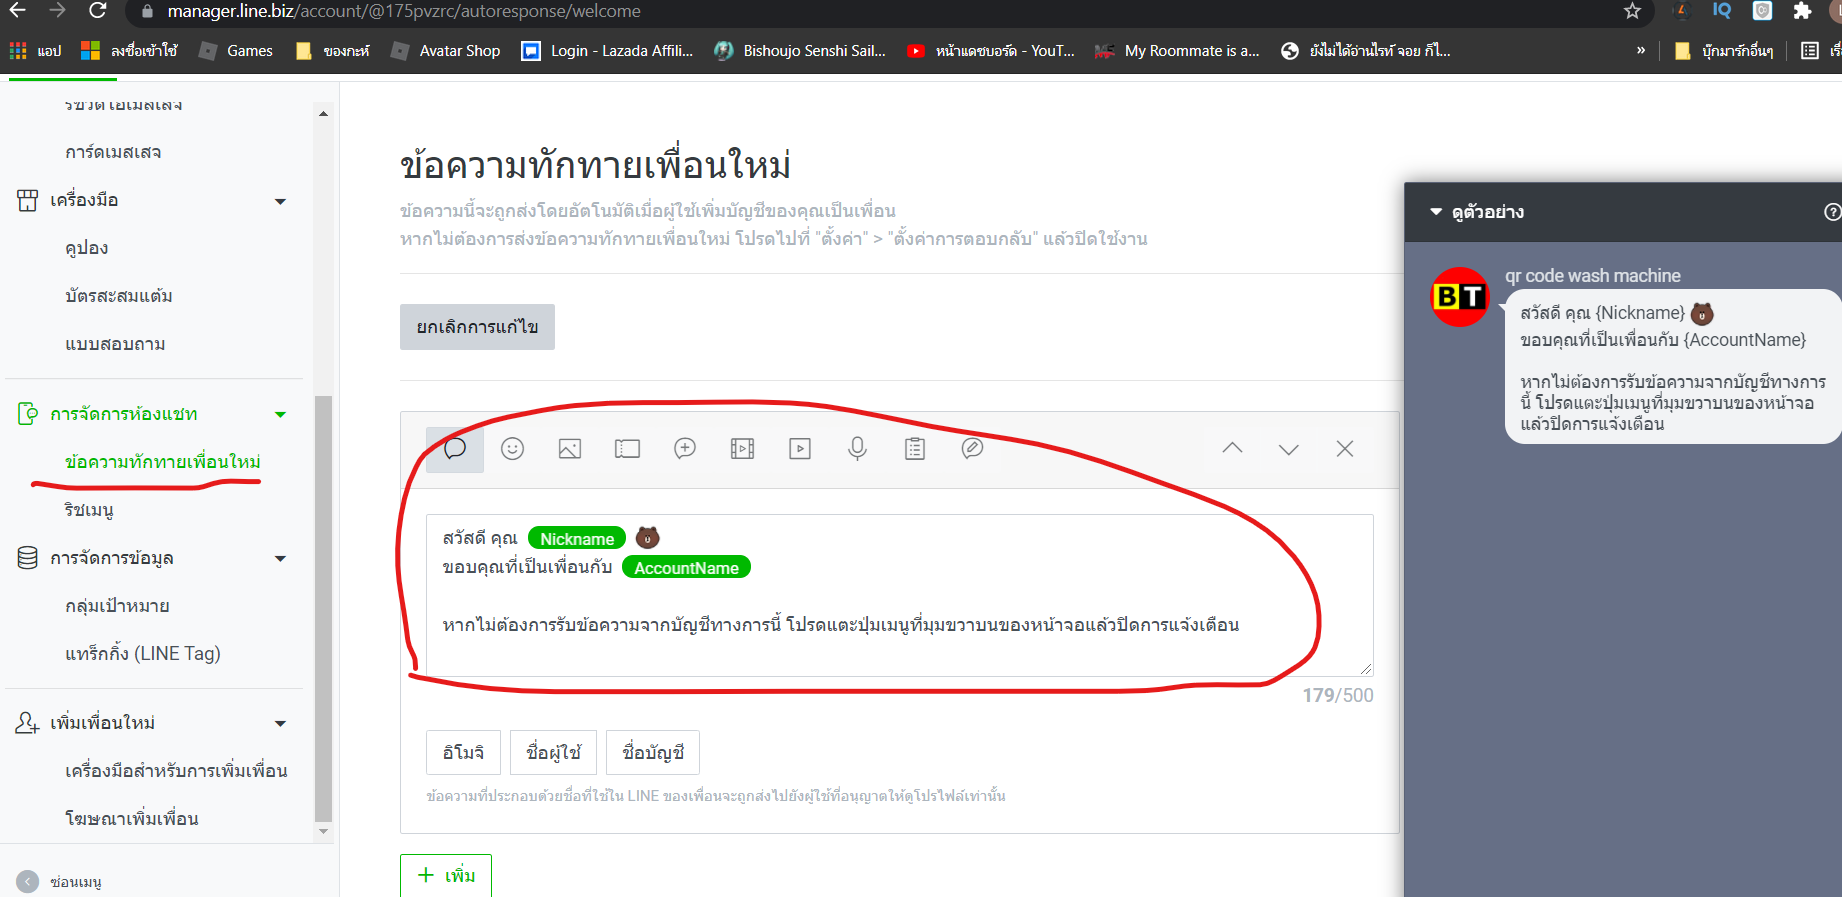 manager.line.biz/account/@175pvzrc/autoresponse/welcome
แอป
ลงชื่อเข้าใช้
Games
ของกะห์
Avatar Shop
Login - Lazada Affili...
Bishoujo Senshi Sail...
หน้าแดชบอร์ด - YouT...
My Roommate is a...
ยังไม่ได้อ่านไรท์ จอย ก็ไ...
»
บุ๊กมาร์กอื่นๆ
การ์ดเมสเสจ
เครื่องมือ
คูปอง
บัตรสะสมแต้ม
แบบสอบถาม
การจัดการห้องแชท
ข้อความทักทายเพื่อนใหม่
ริชเมนู
การจัดการข้อมูล
กลุ่มเป้าหมาย
แทร็กกิ้ง (LINE Tag)
เพิ่มเพื่อนใหม่
เครื่องมือสำหรับการเพิ่มเพื่อน
โฆษณาเพิ่มเพื่อน
ซ่อนเมนู
ข้อความทักทายเพื่อนใหม่
ข้อความนี้จะถูกส่งโดยอัตโนมัติเมื่อผู้ใช้เพิ่มบัญชีของคุณเป็นเพื่อน
หากไม่ต้องการส่งข้อความทักทายเพื่อนใหม่ โปรดไปที่ "ตั้งค่า" > "ตั้งค่าการตอบกลับ" แล้วปิดใช้งาน
ยกเลิกการแก้ไข
สวัสดี คุณ Nickname
ขอบคุณที่เป็นเพื่อนกับ AccountName
หากไม่ต้องการรับข้อความจากบัญชีทางการนี้ โปรดแตะปุ่มเมนูที่มุมขวาบนของหน้าจอแล้วปิดการแจ้งเตือน
179/500
อิโมจิ
ชื่อผู้ใช้
ชื่อบัญชี
ข้อความที่ประกอบด้วยชื่อที่ใช้ใน LINE ของเพื่อนจะถูกส่งไปยังผู้ใช้ที่อนุญาตให้ดูโปรไฟล์เท่านั้น
+ เพิ่ม
ดูตัวอย่าง
BT
qr code wash machine
สวัสดี คุณ {Nickname}
ขอบคุณที่เป็นเพื่อนกับ {AccountName}
หากไม่ต้องการรับข้อความจากบัญชีทางการ
นี้ โปรดแตะปุ่มเมนูที่มุมขวาบนของหน้าจอ
แล้วปิดการแจ้งเตือน